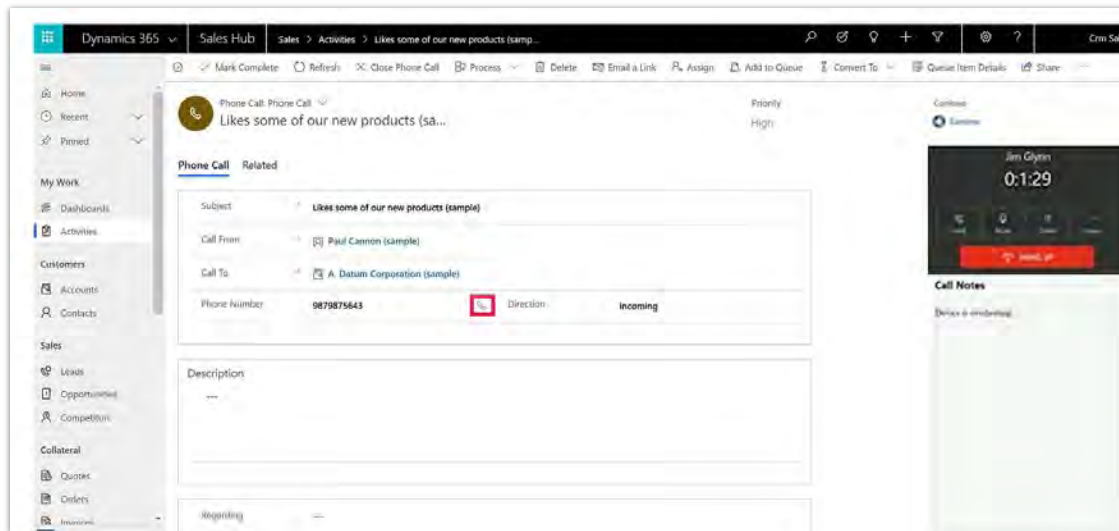 Dynamics 365 Sales Hub Sales > Activities > Likes some of our new products (samp... Crm Sa
Mark Complete Refresh Close Phone Call Process Delete Email a Link Assign Add to Queue Convert To Queue Item Details Share
Home
Recent
Pinned
My Work
Dashboards
Activities
Customers
Accounts
Contacts
Sales
Leads
Opportunities
Competitors
Collateral
Quotes
Orders
Invoices
Phone Call: Phone Call
Likes some of our new products (sa...
Priority
High
Phone Call Related
Subject * Likes some of our new products (sample)
Call From Paul Cannon (sample)
Call To A. Datum Corporation (sample)
Phone Number 9879875643 Direction Incoming
Description
---
Regarding ---
Jim Glynn
0:1:29
Call Notes